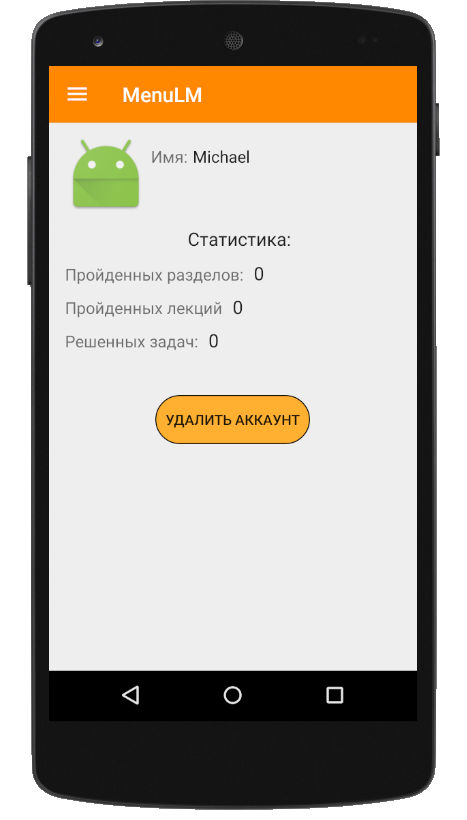 MenuLM
Имя: Michael
Статистика:
Пройденных разделов: 0
Пройденных лекций 0
Решенных задач: 0
УДАЛИТЬ АККАУНТ